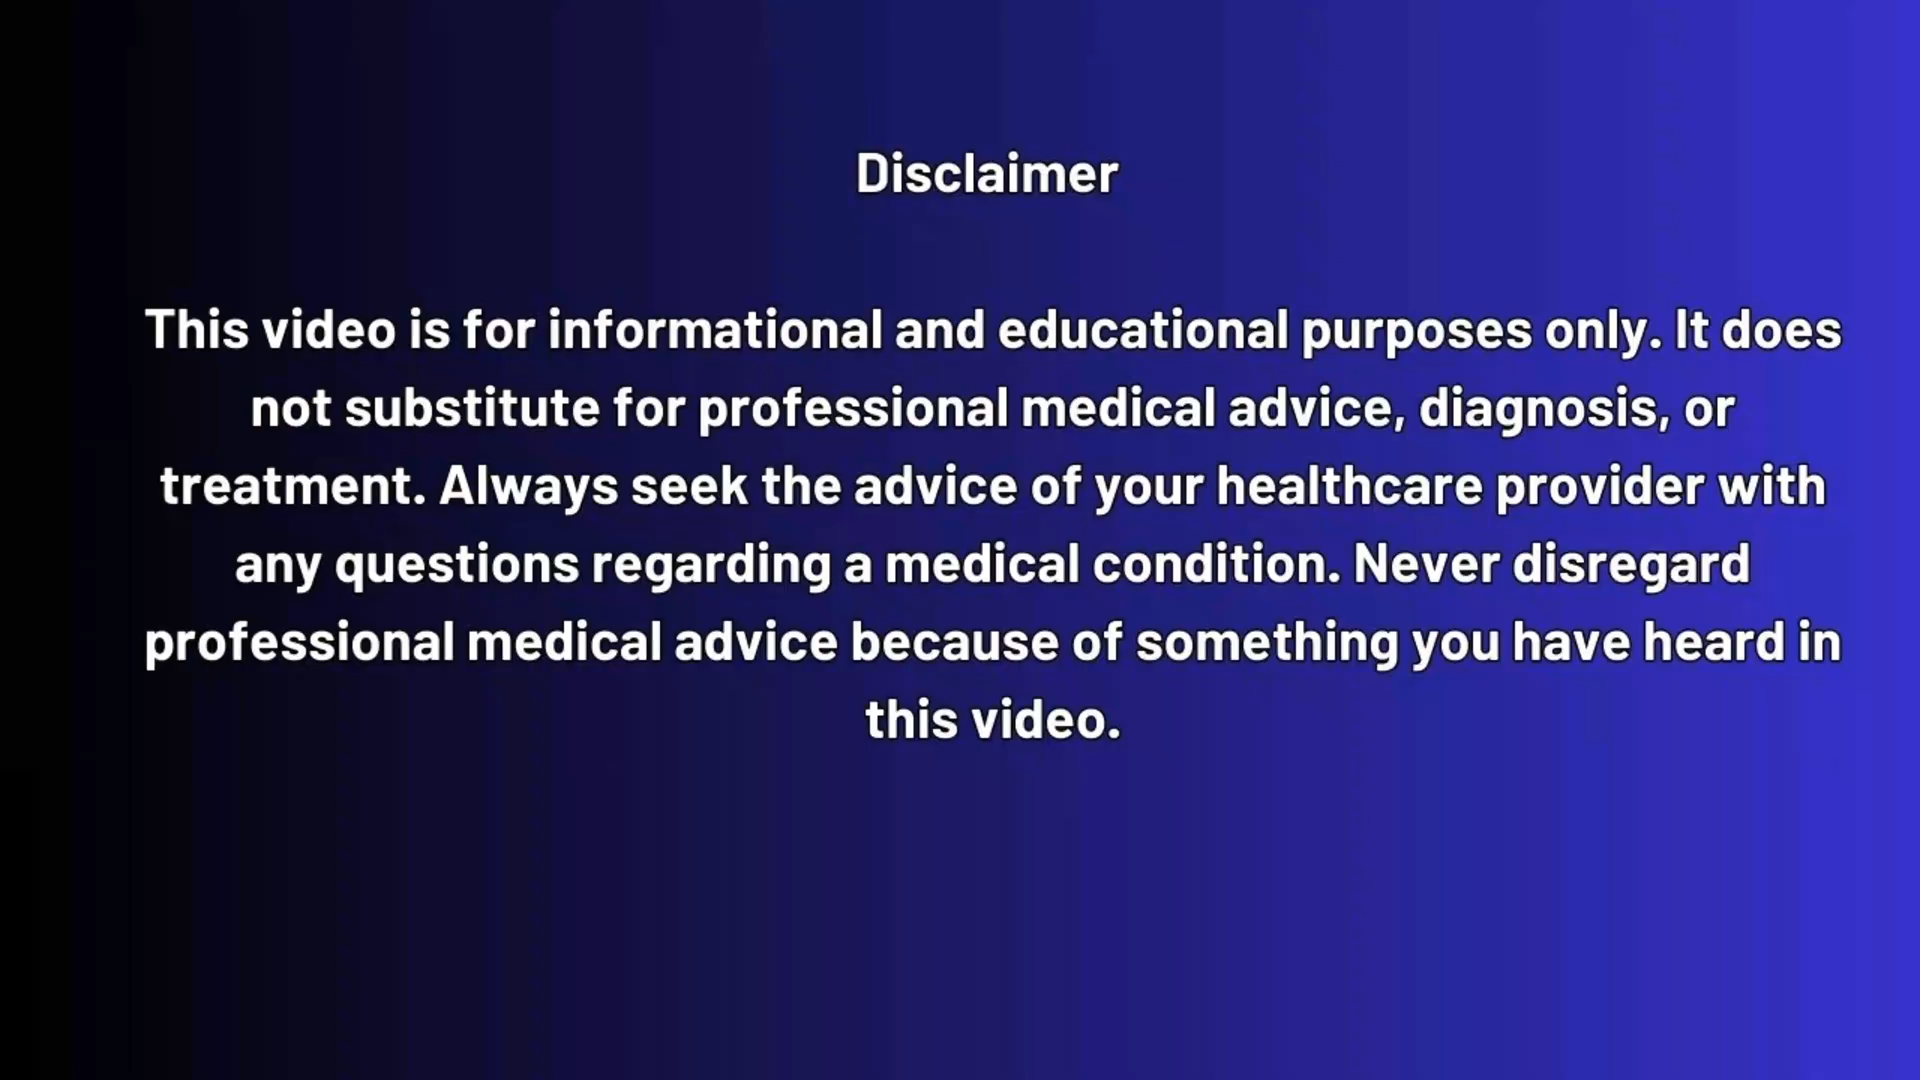 Disclaimer
This video is for informational and educational purposes only. It does
not substitute for professional medical advice, diagnosis, or
treatment. Always seek the advice of your healthcare provider with
any questions regarding a medical condition. Never disregard
professional medical advice because of something you have heard in
this video.